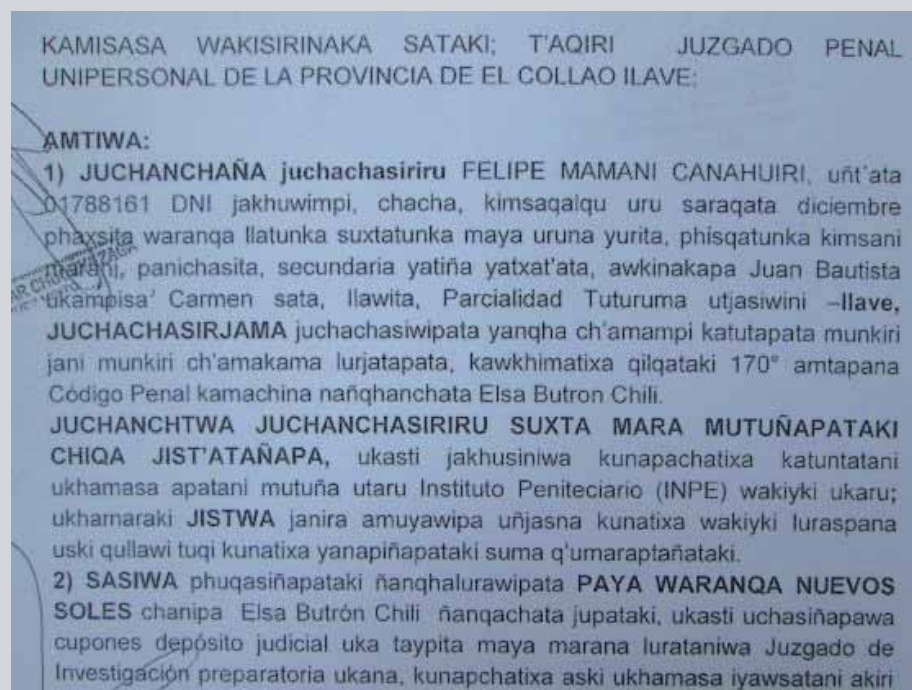 KAMISASA WAKISIRINAKA SATAKI; T'AQIRI JUZGADO PENAL
UNIPERSONAL DE LA PROVINCIA DE EL COLLAO ILAVE;
AMTIWA:
1) JUCHANCHAÑA juchachasiriru FELIPE MAMANI CANAHUIRI, uñt'ata
01788161 DNI jakhuwimpi, chacha, kimsaqalqu uru saraqata diciembre
phaxsita waranqa llatunka suxtatunka maya uruna yurita, phisqatunka kimsani
marani, panichasita, secundaria yatiña yatxat'ata, awkinakapa Juan Bautista
ukampisa' Carmen sata, Ilawita, Parcialidad Tuturuma utjasiwini –Ilave,
JUCHACHASIRJAMA juchachasiwipata yanqha ch'amampi katutapata munkiri
jani munkiri ch'amakama lurjatapata, kawkhimatixa qilqataki 170° amtapana
Código Penal kamachina nañqhanchata Elsa Butron Chili.
JUCHANCHTWA JUCHANCHASIRIRU SUXTA MARA MUTUÑAPATAKI
CHIQA JIST'ATAÑAPA, ukasti jakhusiniwa kunapachatixa katuntatani
ukhamasa apatani mutuña utaru Instituto Peniteciario (INPE) wakiyki ukaru;
ukhamaraki JISTWA janira amuyawipa uñjasna kunatixa wakiyki luraspana
uski qullawi tuqi kunatixa yanapiñapataki suma q'umaraptañataki.
2) SASIWA phuqasiñapataki ñanqhalurawipata PAYA WARANQA NUEVOS
SOLES chanipa Elsa Butrón Chili ñanqachata jupataki, ukasti uchasiñapawa
cupones depósito judicial uka taypita maya marana lurataniwa Juzgado de
Investigación preparatoria ukana, kunapchatixa aski ukhamasa iyawsatani akiri